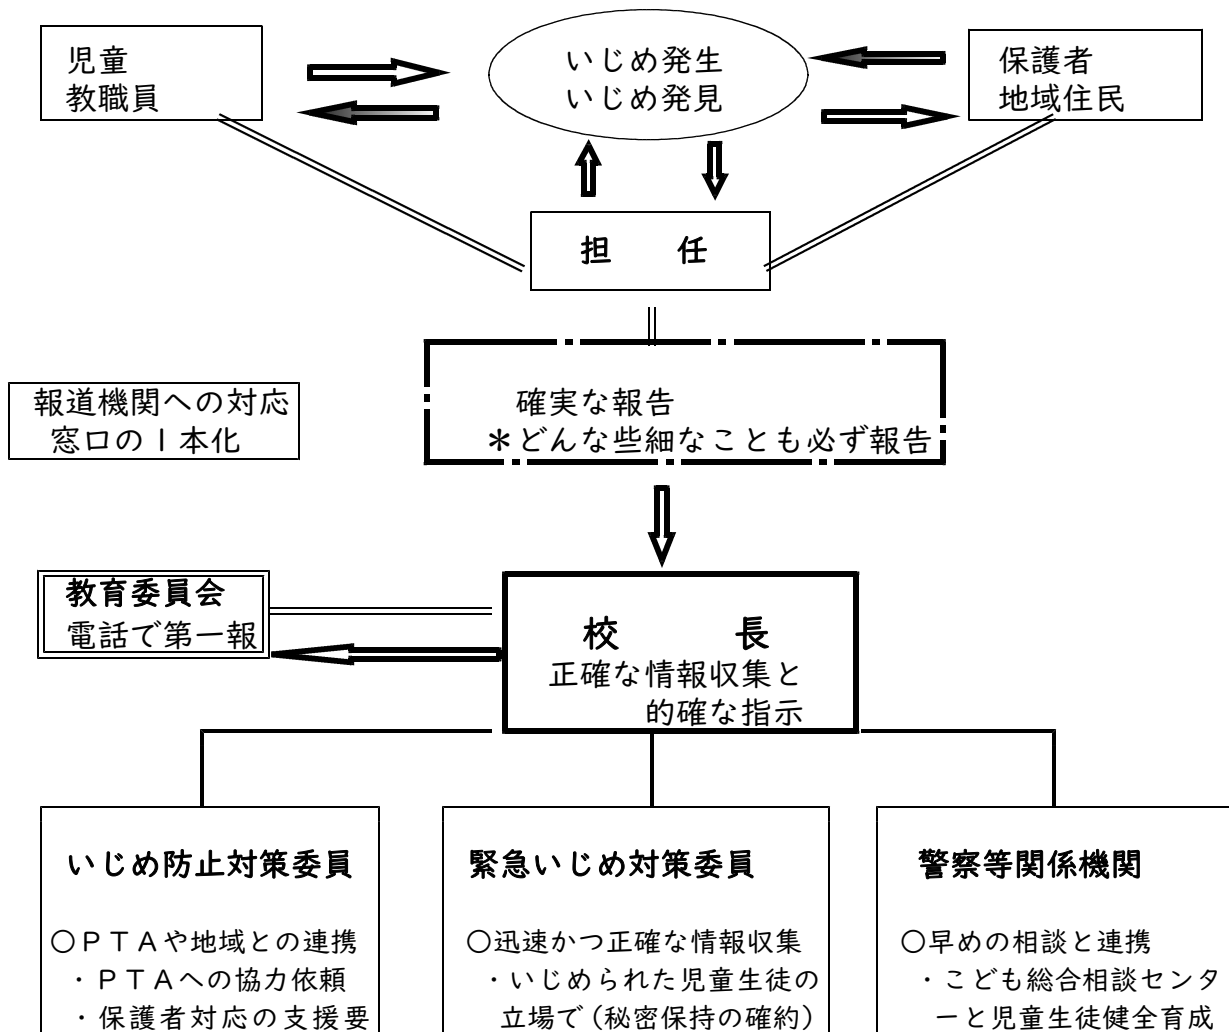 児童
教職員
いじめ発生
いじめ発見
保護者
地域住民
担　任
報道機関への対応
窓口の1本化
確実な報告
＊どんな些細なことも必ず報告
教育委員会
電話で第一報
校　長
正確な情報収集と
的確な指示
いじめ防止対策委員
○ＰＴＡや地域との連携
・ＰＴＡへの協力依頼
・保護者対応の支援要
緊急いじめ対策委員
○迅速かつ正確な情報収集
・いじめられた児童生徒の
立場で（秘密保持の確約）
警察等関係機関
○早めの相談と連携
・こども総合相談センタ
ーと児童生徒健全育成